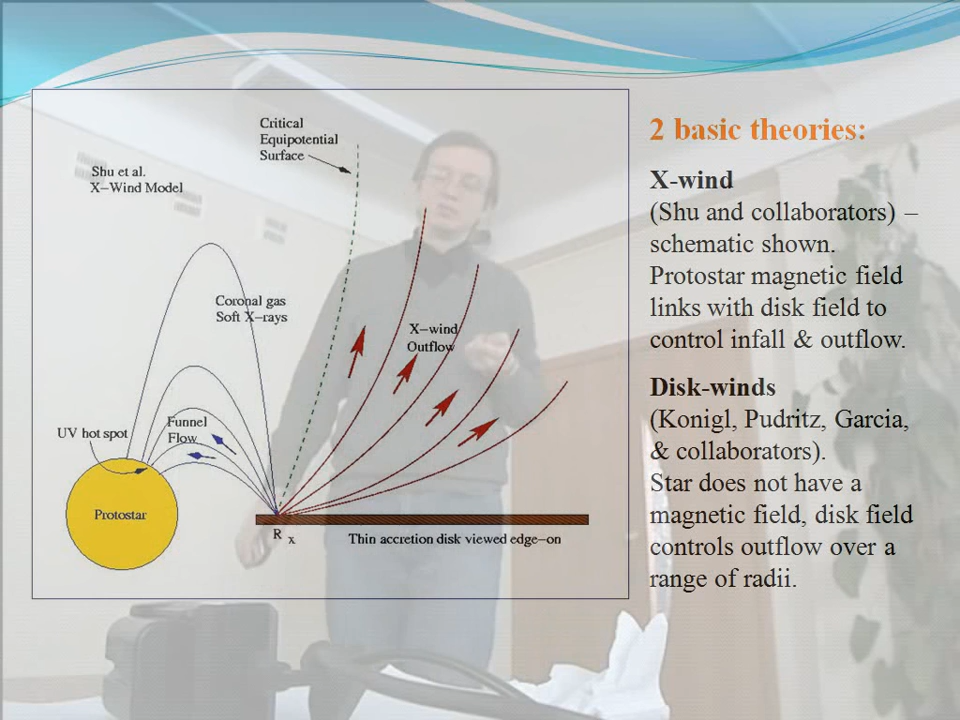 Critical
Equipotential
Surface
Shu et al.
X-Wind Model
Coronal gas
Soft X-rays
X-wind
Outflow
Funnel
Flow
UV hot spot
Protostar
R x
Thin accretion disk viewed edge-on
2 basic theories:
X-wind
(Shu and collaborators) –
schematic shown.
Protostar magnetic field
links with disk field to
control infall & outflow.
Disk-winds
(Konigl, Pudritz, Garcia,
& collaborators).
Star does not have a
magnetic field, disk field
controls outflow over a
range of radii.